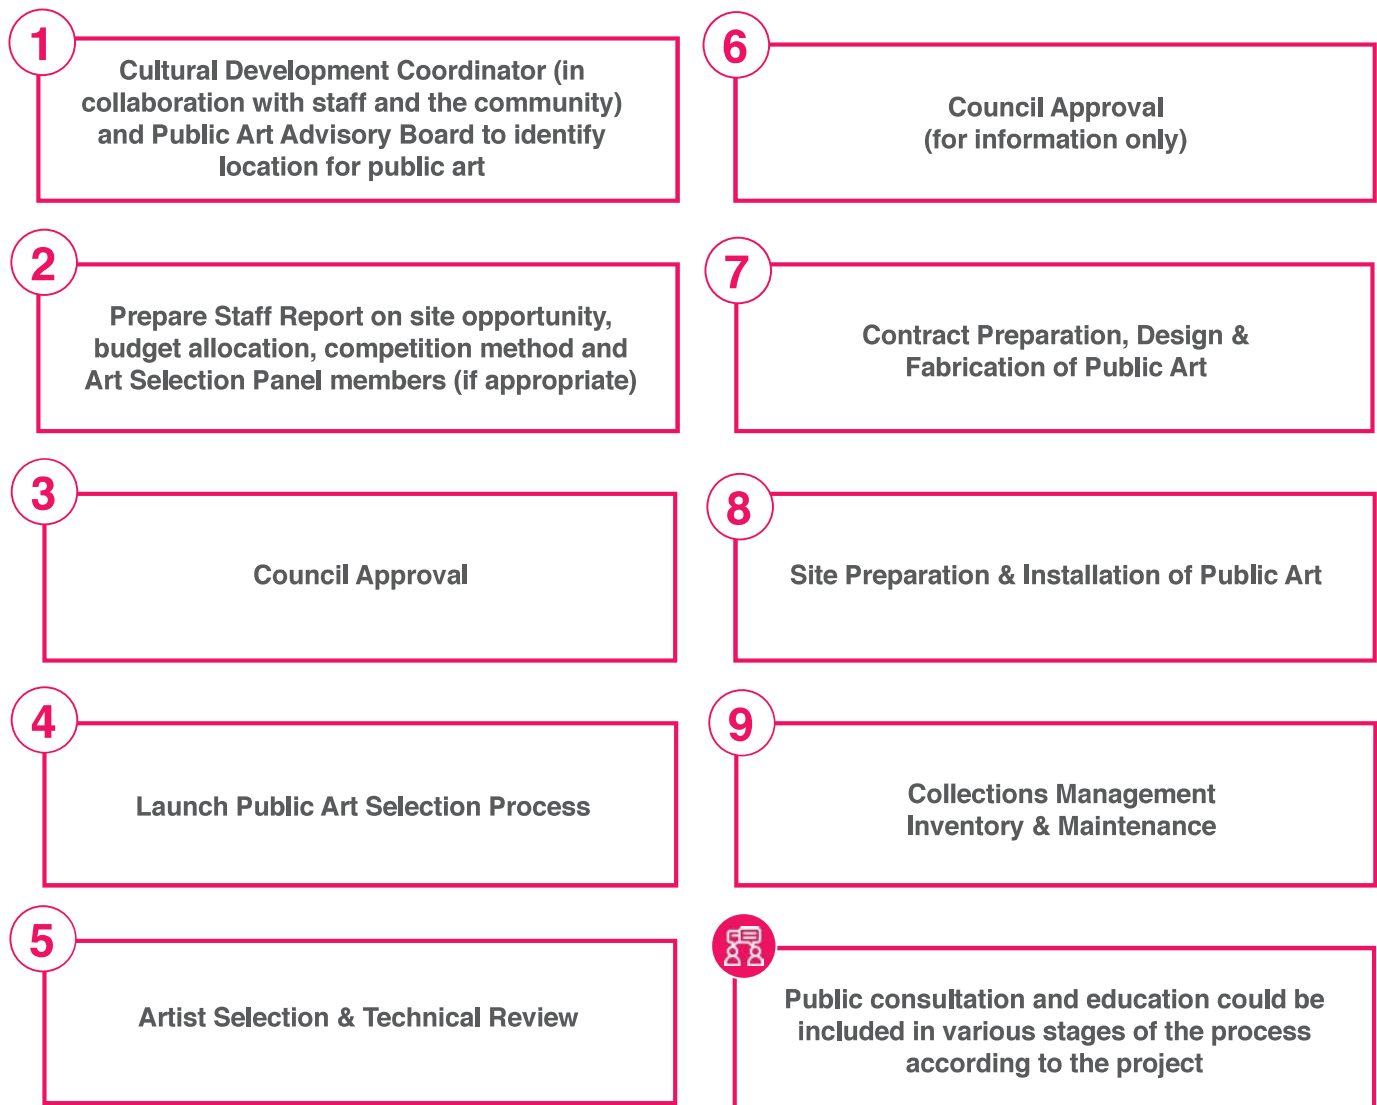 1
Cultural Development Coordinator (in
collaboration with staff and the community)
and Public Art Advisory Board to identify
location for public art
2
Prepare Staff Report on site opportunity,
budget allocation, competition method and
Art Selection Panel members (if appropriate)
3
Council Approval
4
Launch Public Art Selection Process
5
Artist Selection & Technical Review
6
Council Approval
(for information only)
7
Contract Preparation, Design &
Fabrication of Public Art
8
Site Preparation & Installation of Public Art
9
Collections Management
Inventory & Maintenance
Public consultation and education could be
included in various stages of the process
according to the project